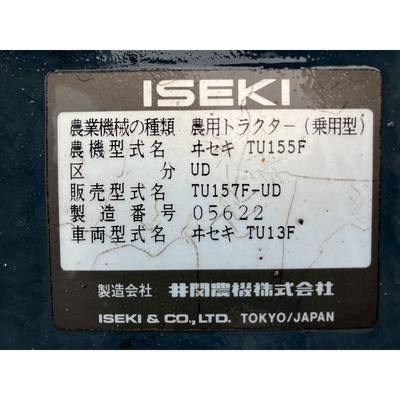 ISEKI
農業機械の種類 農用トラクター（乗用型）
農機型式名 ヰセキ TU155F
区分 UD
販売型式名 TU157F-UD
製造番号 05622
車両型式名 ヰセキ TU13F
製造会社 井関農機株式会社
ISEKI & CO.,LTD. TOKYO/JAPAN